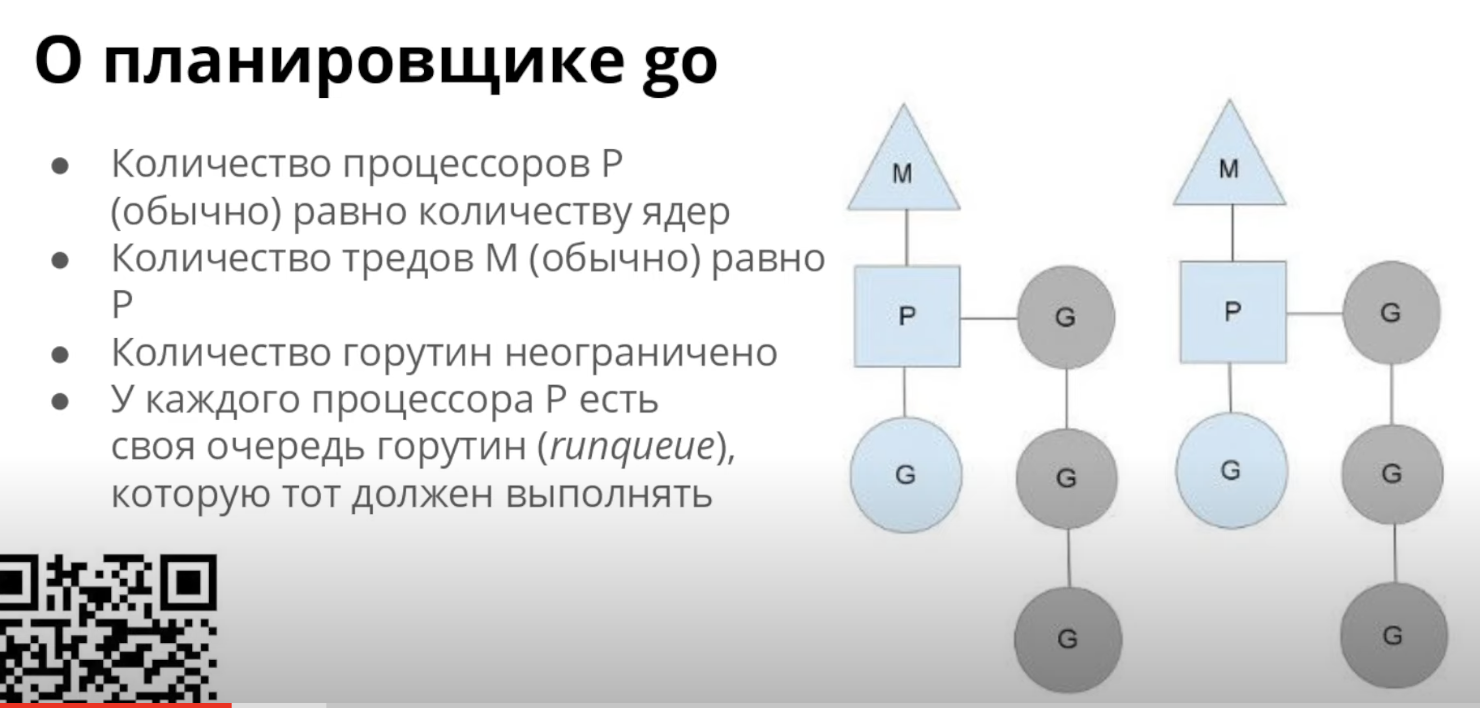 О планировщике go
● Количество процессоров P
(обычно) равно количеству ядер
● Количество тредов M (обычно) равно
P
● Количество горутин неограничено
● У каждого процессора P есть
своя очередь горутин (runqueue),
которую тот должен выполнять
M
M
P
G
P
G
G
G
G
G
G
G